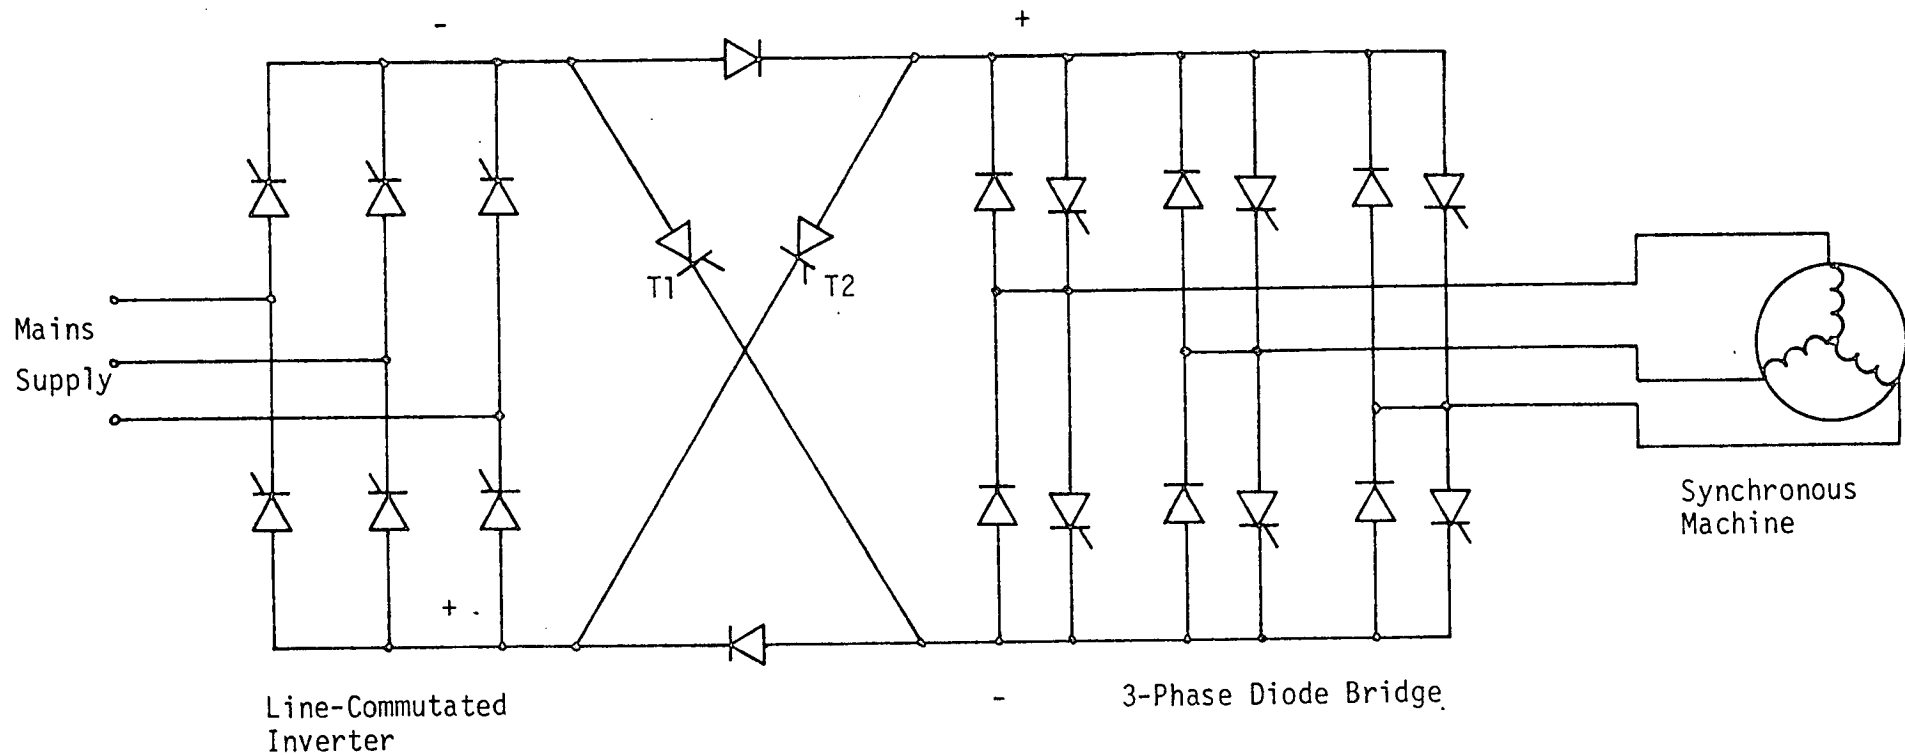 -
+
T1
T2
Mains
Supply
+
Synchronous
Machine
Line-Commutated
Inverter
-
3-Phase Diode Bridge